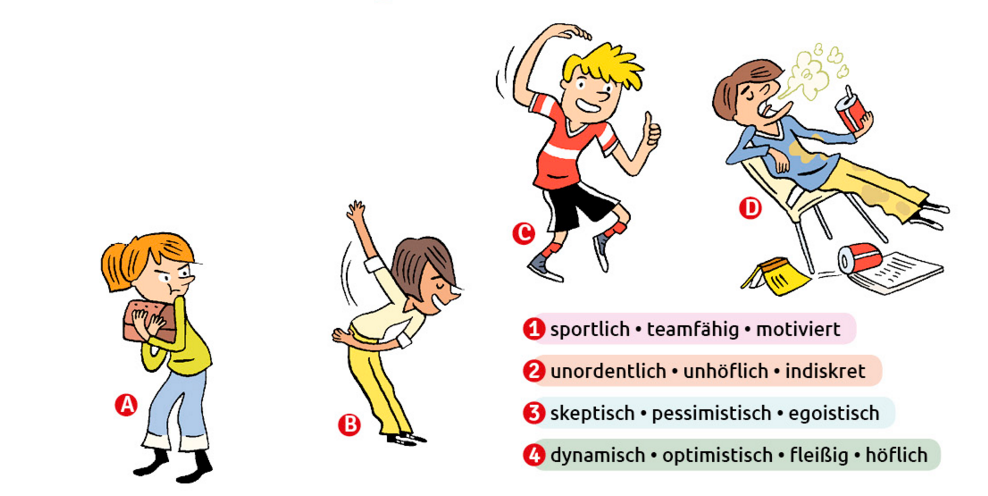 C
D
A
B
1 sportlich • teamfähig • motiviert
2 unordentlich • unhöflich • indiskret
3 skeptisch • pessimistisch • egoistisch
4 dynamisch • optimistisch • fleißig • höflich